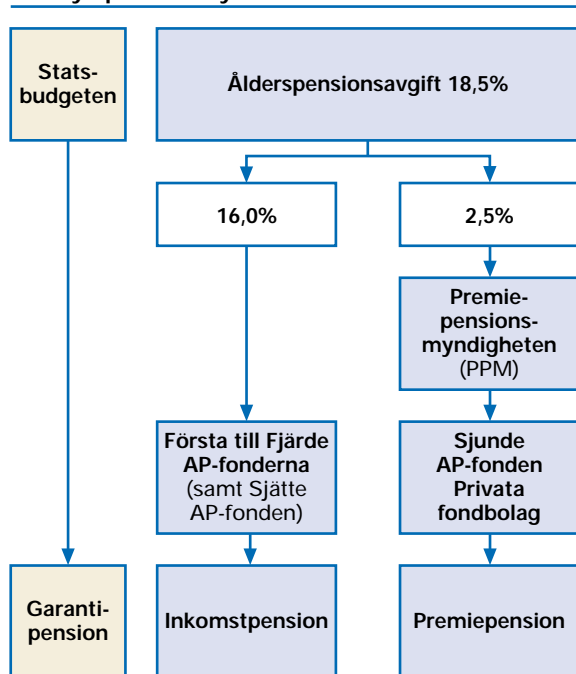 Stats-
budgeten
Ålderspensionsavgift 18,5%
16,0%
2,5%
Premie-
pensions-
myndigheten
(PPM)
Första till Fjärde
AP-fonderna
(samt Sjätte
AP-fonden)
Sjunde
AP-fonden
Privata
fondbolag
Garanti-
pension
Inkomstpension
Premiepension